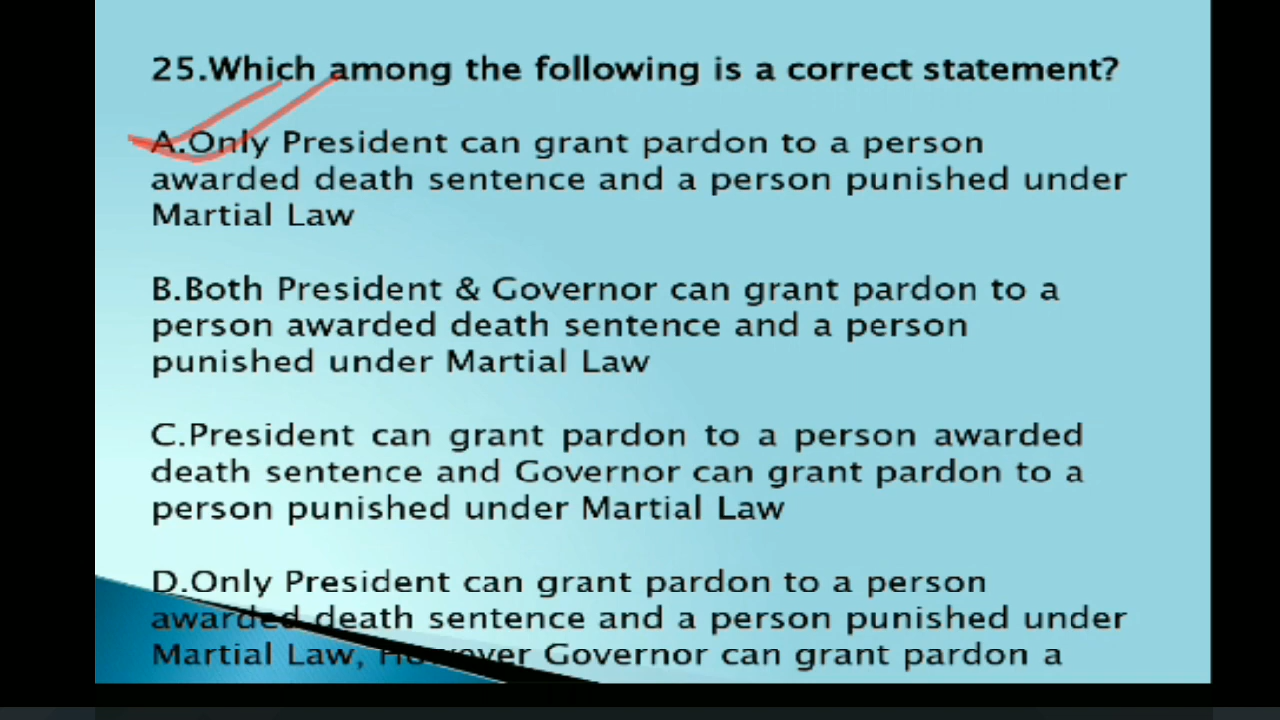 25.Which among the following is a correct statement?
A.Only President can grant pardon to a person
awarded death sentence and a person punished under
Martial Law
B.Both President & Governor can grant pardon to a
person awarded death sentence and a person
punished under Martial Law
C.President can grant pardon to a person awarded
death sentence and Governor can grant pardon to a
person punished under Martial Law
D.Only President can grant pardon to a person
awarded death sentence and a person punished under
Martial Law, However Governor can grant pardon a